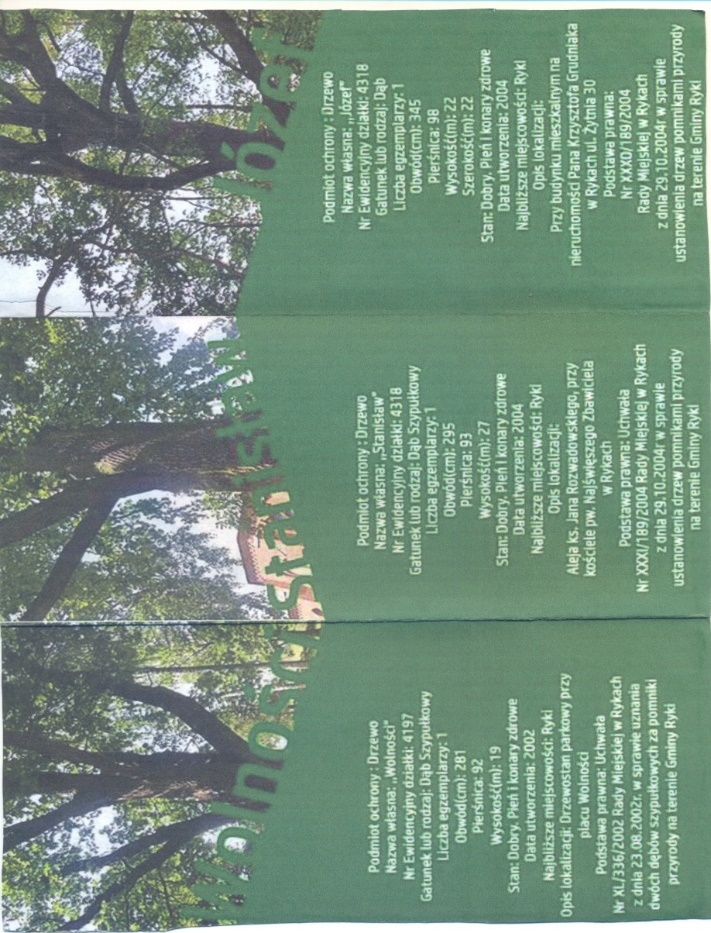 Wolności
Podmiot ochrony : Drzewo
Nazwa własna: ,,Wolności"
Nr Ewidencyjny działki: 4197
Gatunek lub rodzaj: Dąb Szypułkowy
Liczba egzemplarzy: 1
Obwód(cm): 281
Pierśnica: 92
Wysokość(m): 19
Stan: Dobry. Pień i konary zdrowe
Data utworzenia: 2002
Najbliższe miejscowości: Ryki
Opis lokalizacji: Drzewostan parkowy przy
placu Wolności
Podstawa prawna: Uchwała
Nr XL/336/2002 Rady Miejskiej w Rykach
z dnia 23.08.2002r. w sprawie uznania
dwóch dębów szypułkowych za pomniki
przyrody na terenie Gminy Ryki
Stanisław
Podmiot ochrony : Drzewo
Nazwa własna: ,,Stanisław"
Nr Ewidencyjny działki: 4318
Gatunek lub rodzaj: Dąb Szypułkowy
Liczba egzemplarzy: 1
Obwód(cm): 295
Pierśnica: 93
Wysokość(m): 27
Stan: Dobry. Pień i konary zdrowe
Data utworzenia: 2004
Najbliższe miejscowości: Ryki
Opis lokalizacji:
Aleja ks. Jana Rozwadowskiego, przy
kościele pw. Najświęszego Zbawiciela
w Rykach
Podstawa prawna: Uchwała
Nr XXXI/189/2004 Rady Miejskiej w Rykach
z dnia 29.10.2004r w sprawie
ustanowienia drzew pomnikami przyrody
na terenie Gminy Ryki
Józef
Podmiot ochrony : Drzewo
Nazwa własna: ,,Józef"
Nr Ewidencyjny działki: 4318
Gatunek lub rodzaj: Dąb
Liczba egzemplarzy: 1
Obwód(cm): 345
Pierśnica: 98
Wysokość(m): 22
Szerokość(m): 22
Stan: Dobry. Pień i konary zdrowe
Data utworzenia: 2004
Najbliższe miejscowości: Ryki
Opis lokalizacji:
Przy budynku mieszkalnym na
nieruchomości Pana Krzysztofa Grudniaka
w Rykach ul. Żytnia 30
Podstawa prawna:
Nr XXXI/189/2004
Rady Miejskiej w Rykach
z dnia 29.10.2004r w sprawie
ustanowienia drzew pomnikami przyrody
na terenie Gminy Ryki